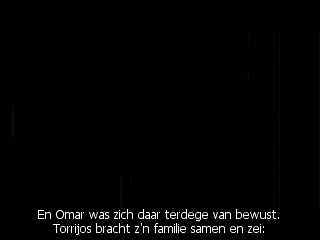 En Omar was zich daar terdege van bewust.
Torrijos bracht z'n familie samen en zei: